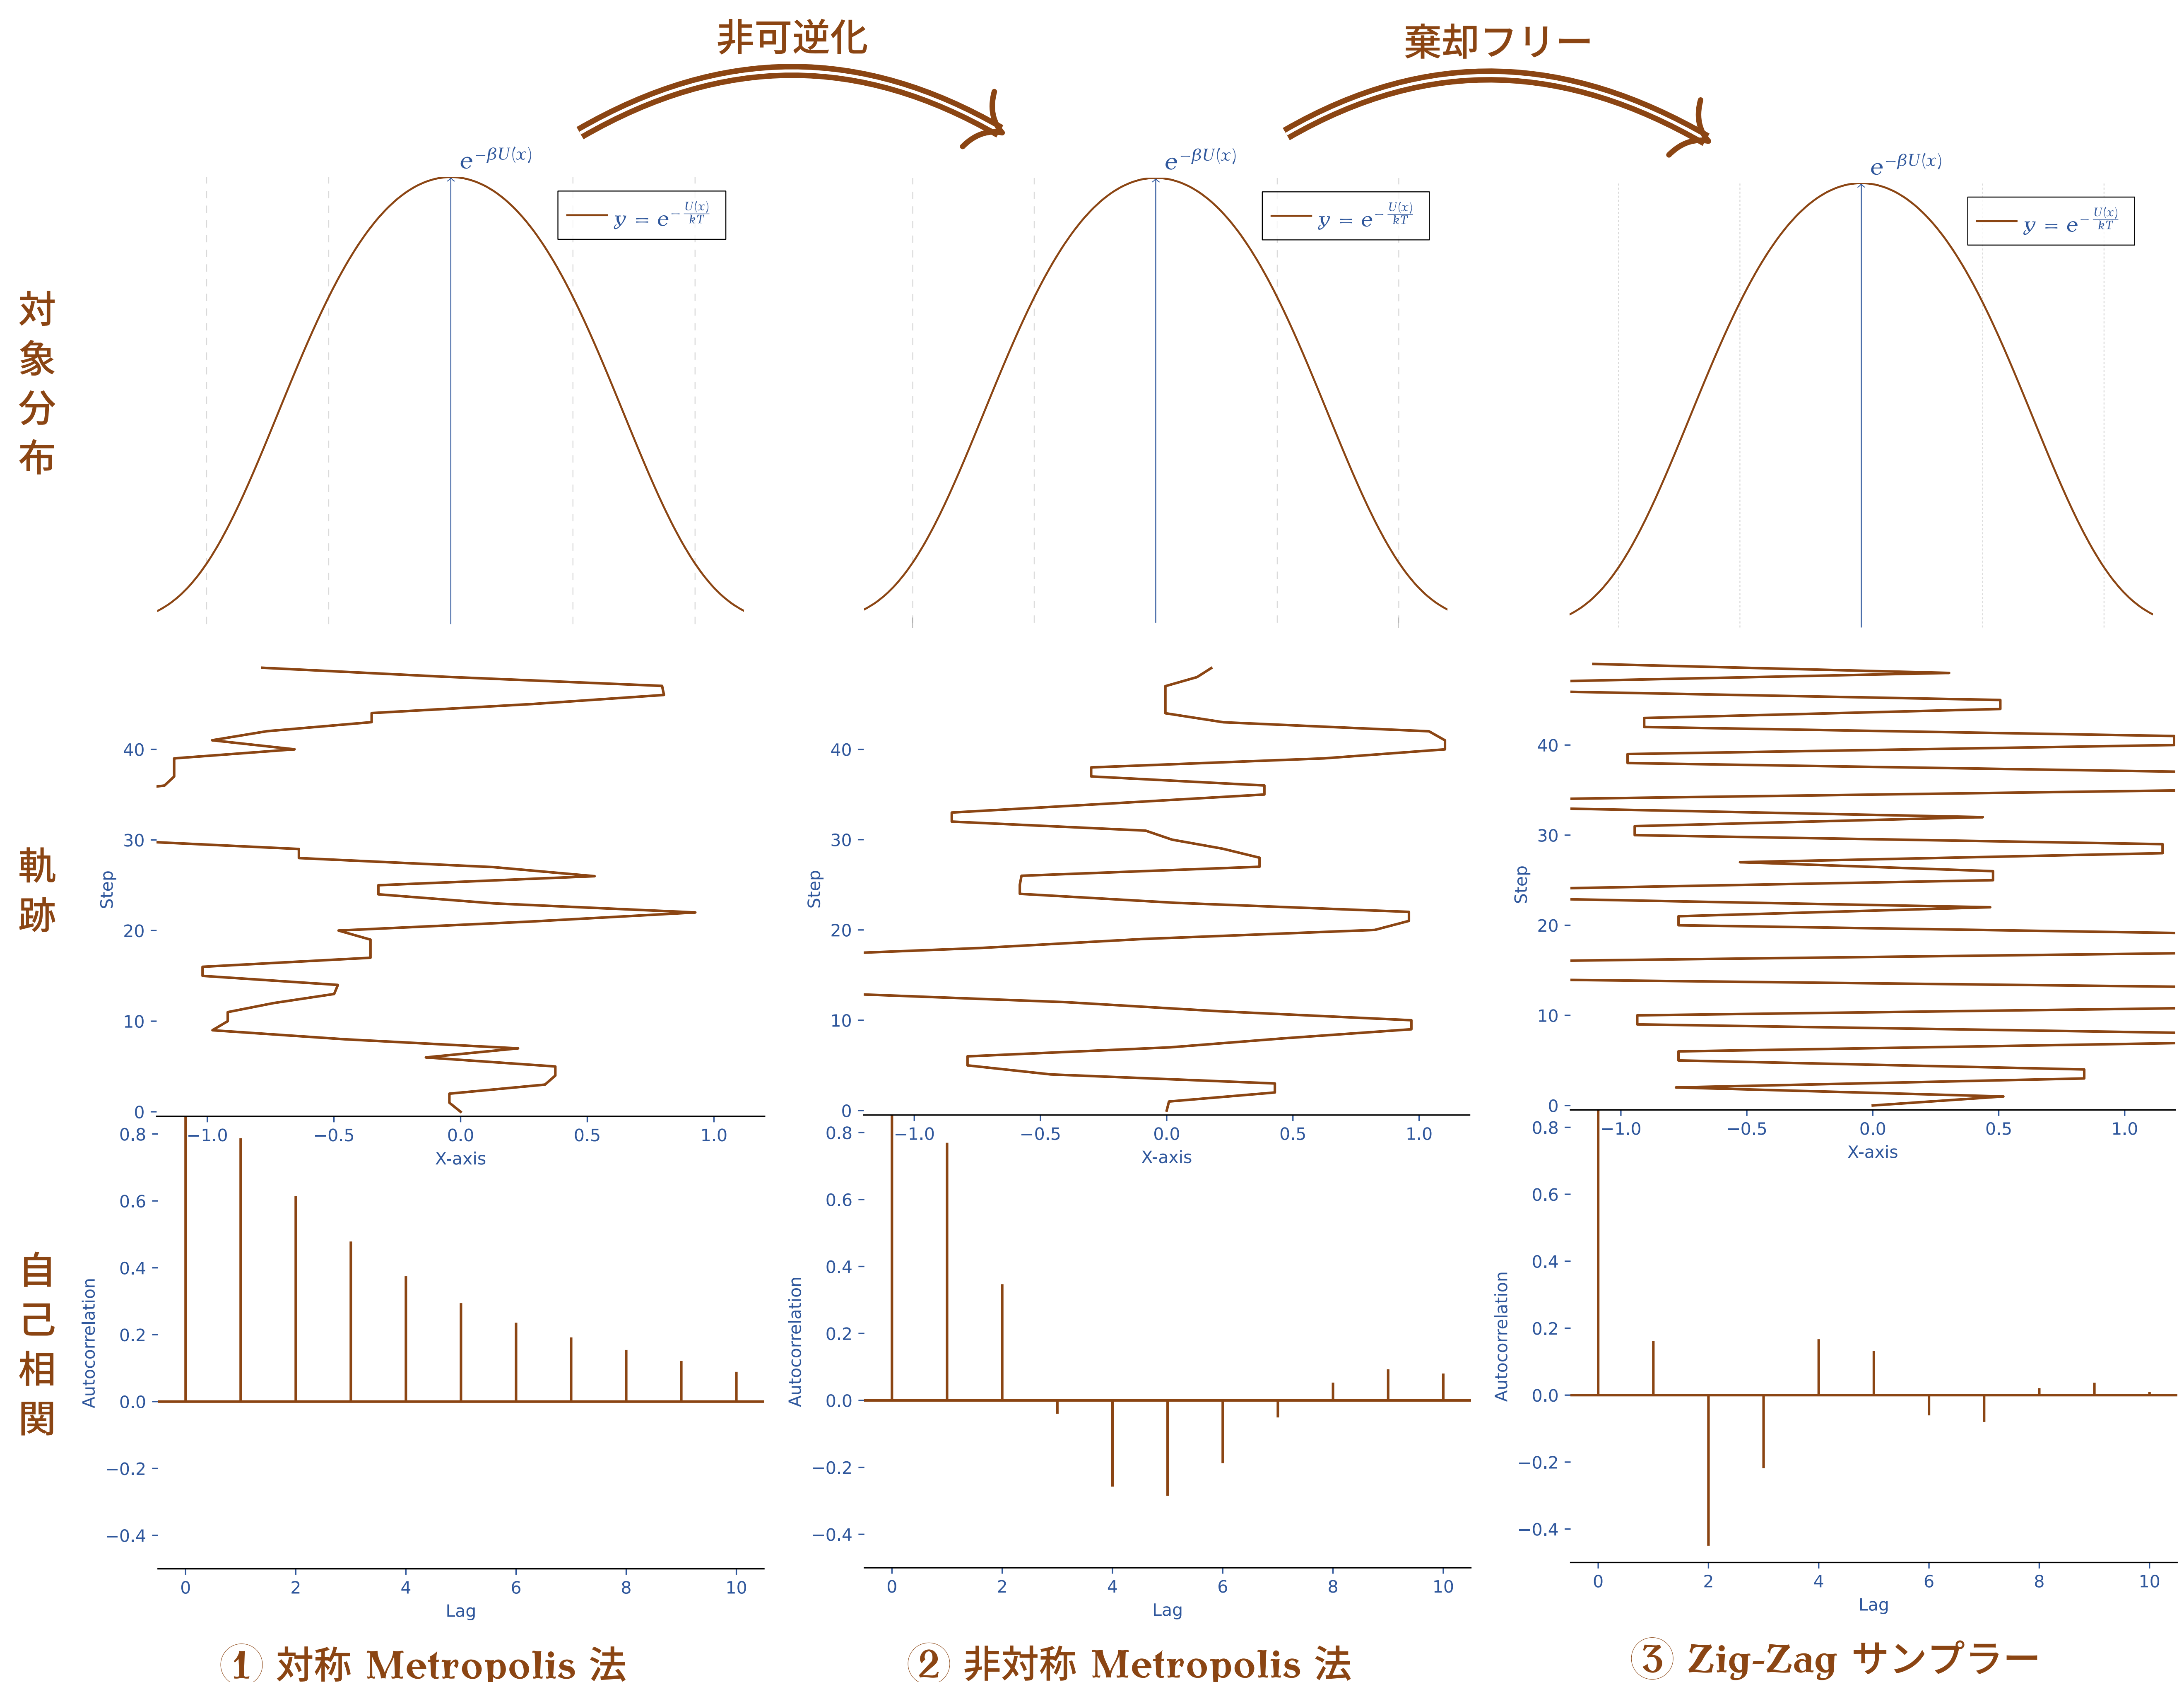 非可逆化
棄却フリー
対象分布
e^{-βU(x)}
y = e^{-\frac{U(x)}{kT}}
e^{-βU(x)}
y = e^{-\frac{U(x)}{kT}}
e^{-βU(x)}
y = e^{-\frac{U(x)}{kT}}
軌跡
Step
40
30
20
10
0
−1.0 −0.5 0.0 0.5 1.0
X-axis
Step
40
30
20
10
0
−1.0 −0.5 0.0 0.5 1.0
X-axis
Step
40
30
20
10
0
−1.0 −0.5 0.0 0.5 1.0
X-axis
自己相関
Autocorrelation
0.8
0.6
0.4
0.2
0.0
−0.2
−0.4
0 2 4 6 8 10
Lag
Autocorrelation
0.8
0.6
0.4
0.2
0.0
−0.2
−0.4
0 2 4 6 8 10
Lag
Autocorrelation
0.8
0.6
0.4
0.2
0.0
−0.2
−0.4
0 2 4 6 8 10
Lag
① 対称 Metropolis 法
② 非対称 Metropolis 法
③ Zig-Zag サンプラー